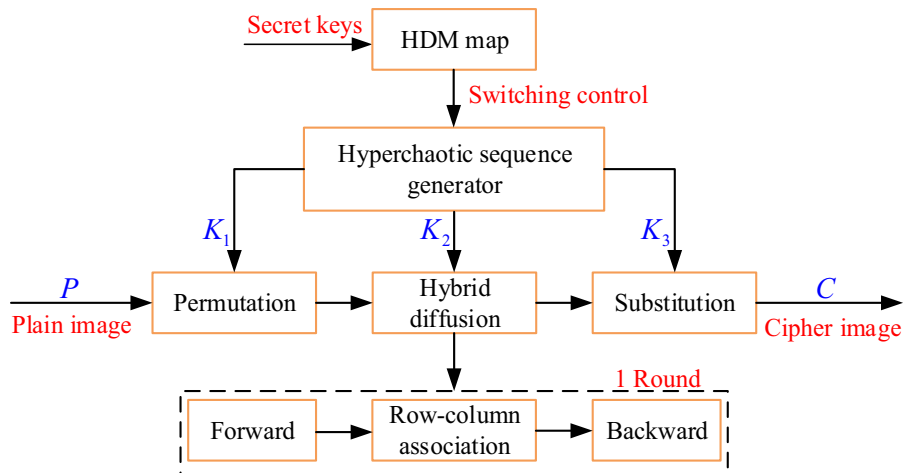 Secret keys
HDM map
Switching control
Hyperchaotic sequence
generator
K₁
K₂
K₃
P
Plain image
Permutation
Hybrid
diffusion
Substitution
C
Cipher image
1 Round
Forward
Row-column
association
Backward